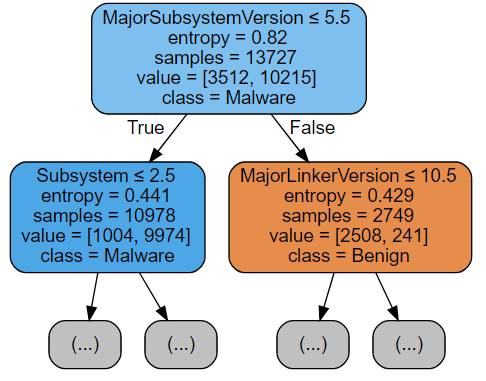 MajorSubsystemVersion ≤ 5.5
entropy = 0.82
samples = 13727
value = [3512, 10215]
class = Malware
True
False
Subsystem ≤ 2.5
entropy = 0.441
samples = 10978
value = [1004, 9974]
class = Malware
MajorLinkerVersion ≤ 10.5
entropy = 0.429
samples = 2749
value = [2508, 241]
class = Benign
(...)
(...)
(...)
(...)